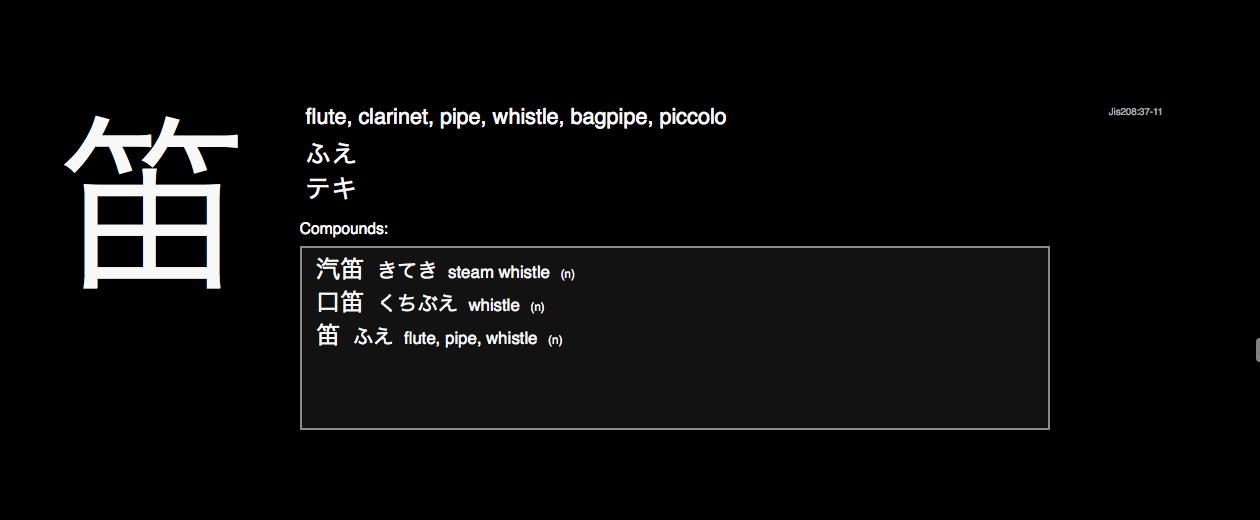 笛
flute, clarinet, pipe, whistle, bagpipe, piccolo
Jis208:37-11
ふえ
テキ
Compounds:
汽笛 きてき steam whistle (n)
口笛 くちぶえ whistle (n)
笛 ふえ flute, pipe, whistle (n)